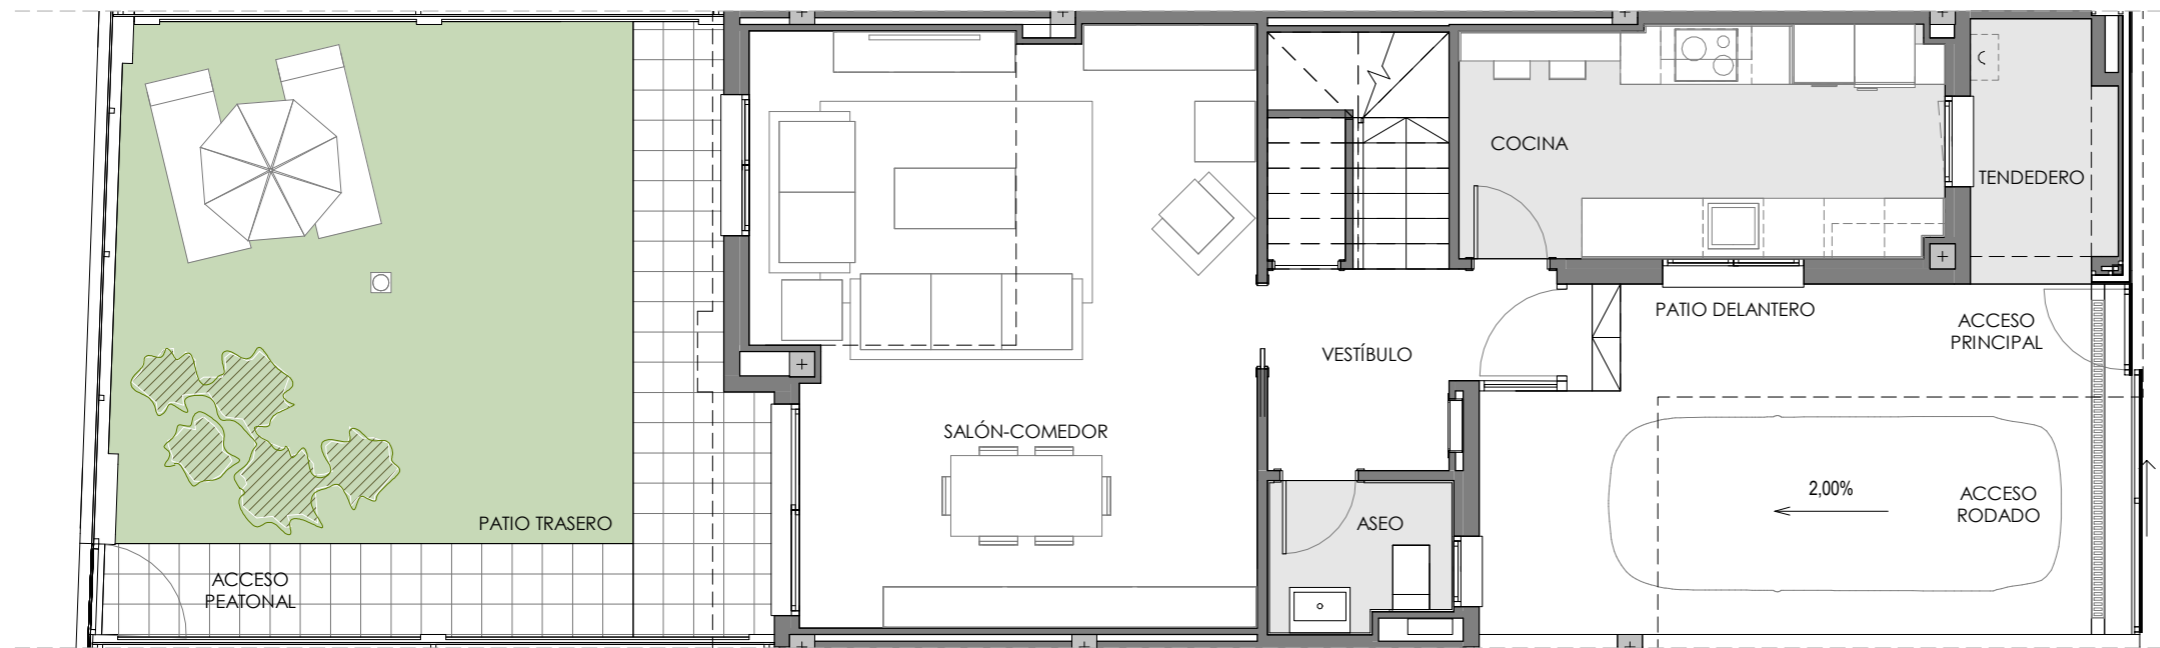 COCINA
TENDEDERO
PATIO DELANTERO
ACCESO
PRINCIPAL
VESTÍBULO
SALÓN-COMEDOR
2,00%
ACCESO
RODADO
PATIO TRASERO
ASEO
ACCESO
PEATONAL